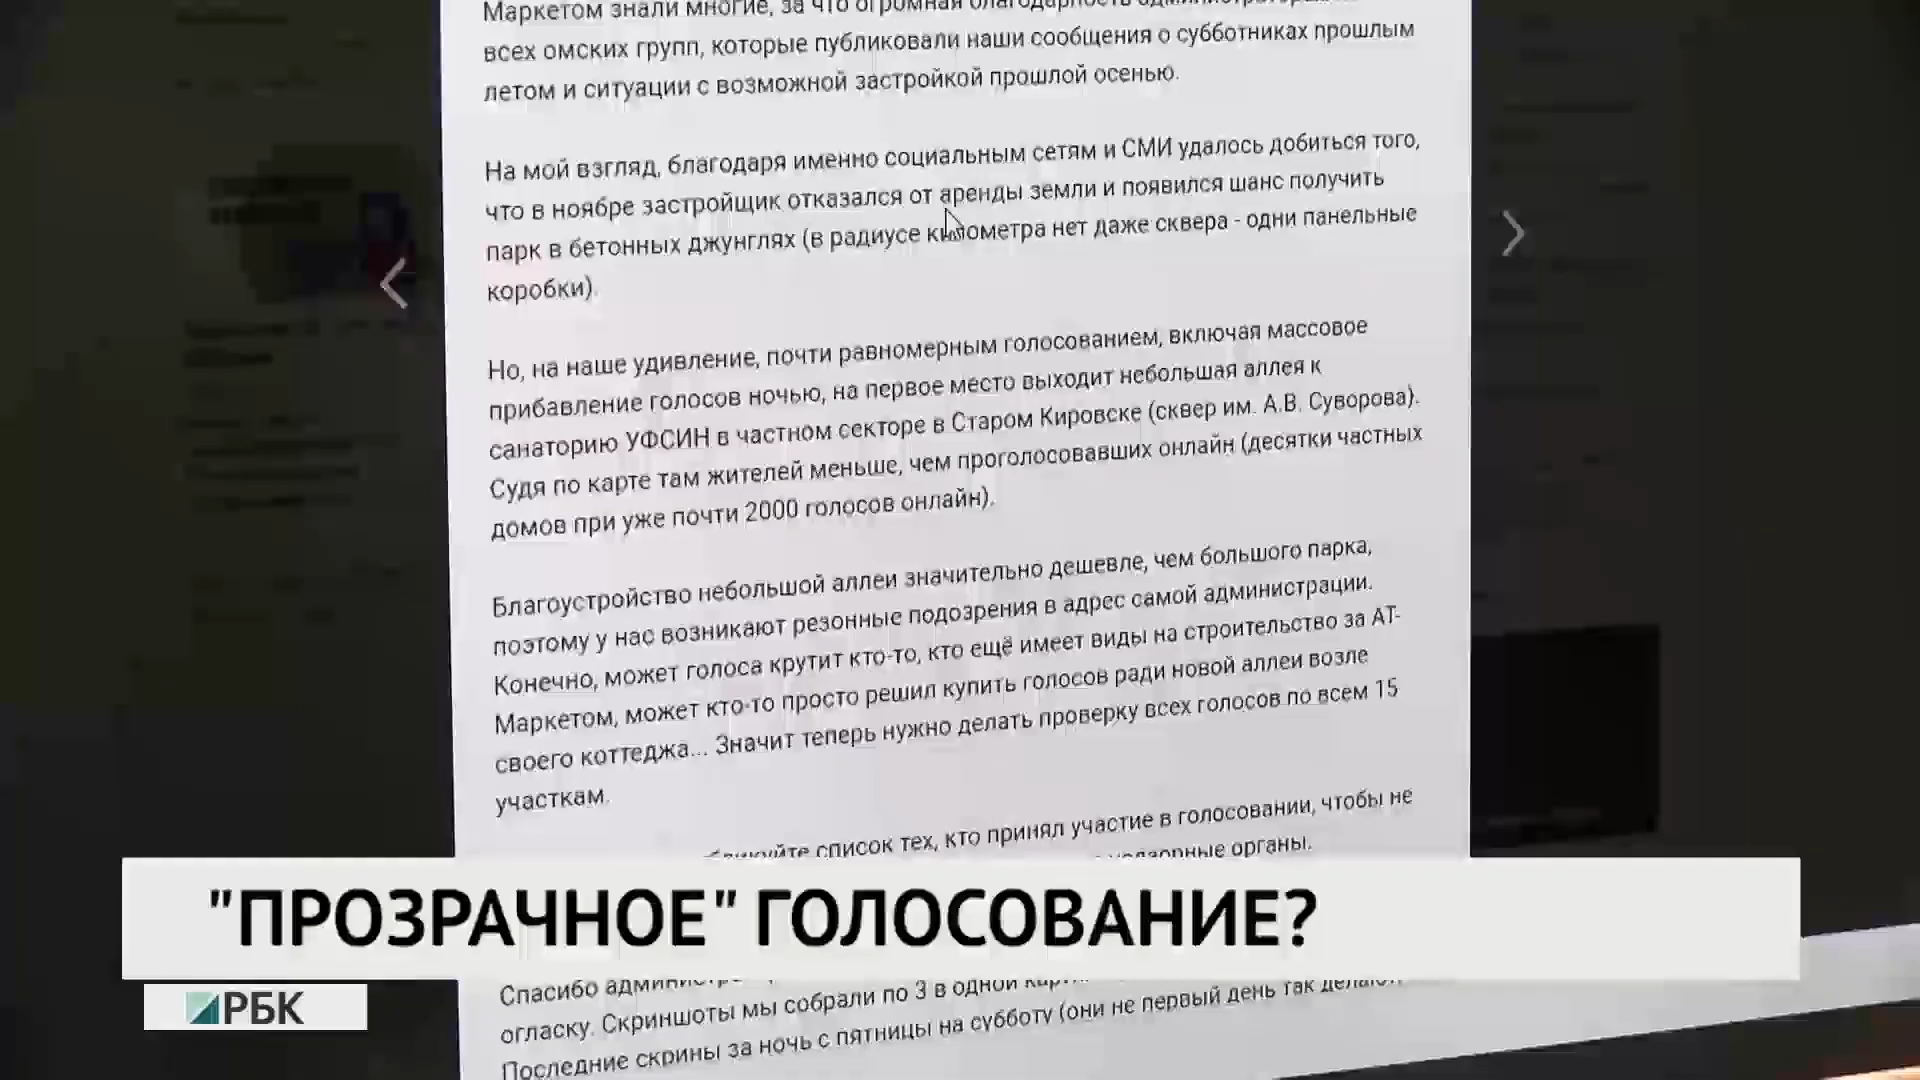 Маркетом знали многие, за что огромная благодарность
всех омских групп, которые публиковали наши сообщения о субботниках прошлым
летом и ситуации с возможной застройкой прошлой осенью.
На мой взгляд, благодаря именно социальным сетям и СМИ удалось добиться того,
что в ноябре застройщик отказался от аренды земли и появился шанс получить
парк в бетонных джунглях (в радиусе километра нет даже сквера - одни панельные
коробки).
Но, на наше удивление, почти равномерным голосованием, включая массовое
прибавление голосов ночью, на первое место выходит небольшая аллея к
санаторию УФСИН в частном секторе в Старом Кировске (сквер им. А.В. Суворова).
Судя по карте там жителей меньше, чем проголосовавших онлайн (десятки частных
домов при уже почти 2000 голосов онлайн).
Благоустройство небольшой аллеи значительно дешевле, чем большого парка,
поэтому у нас возникают резонные подозрения в адрес самой администрации.
Конечно, может голоса крутит кто-то, кто ещё имеет виды на строительство за АТ-
Маркетом, может кто-то просто решил купить голосов ради новой аллеи возле
своего коттеджа... Значит теперь нужно делать проверку всех голосов по всем 15
участкам.
список тех, кто принял участие в голосовании, чтобы не
органы.
"ПРОЗРАЧНОЕ" ГОЛОСОВАНИЕ?
Спасибо
огласку. Скриншоты мы собрали по 3 в одной
Последние скрины за ночь с пятницы на субботу (они не первый день так
РБК